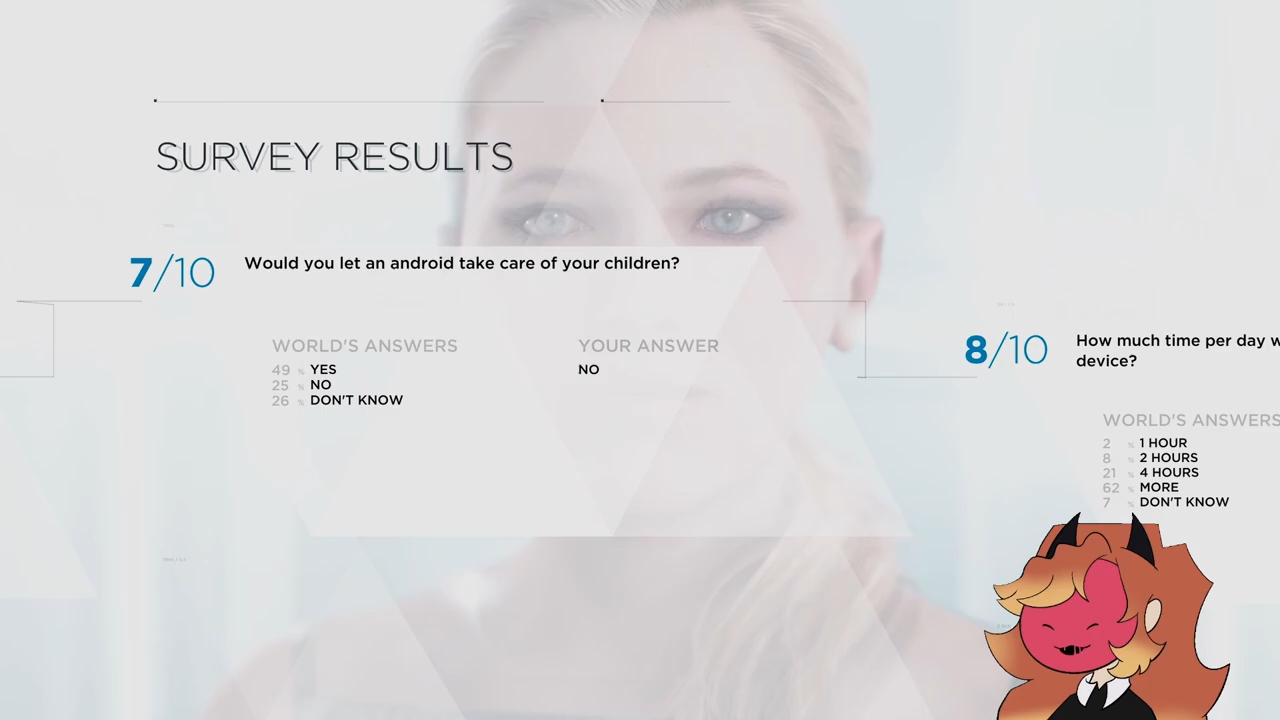 SURVEY RESULTS
7/10
Would you let an android take care of your children?
WORLD'S ANSWERS
49 % YES
25 % NO
26 % DON'T KNOW
YOUR ANSWER
NO
8/10
How much time per day w
device?
WORLD'S ANSWERS
2 % 1 HOUR
8 % 2 HOURS
21 % 4 HOURS
62 % MORE
7 % DON'T KNOW